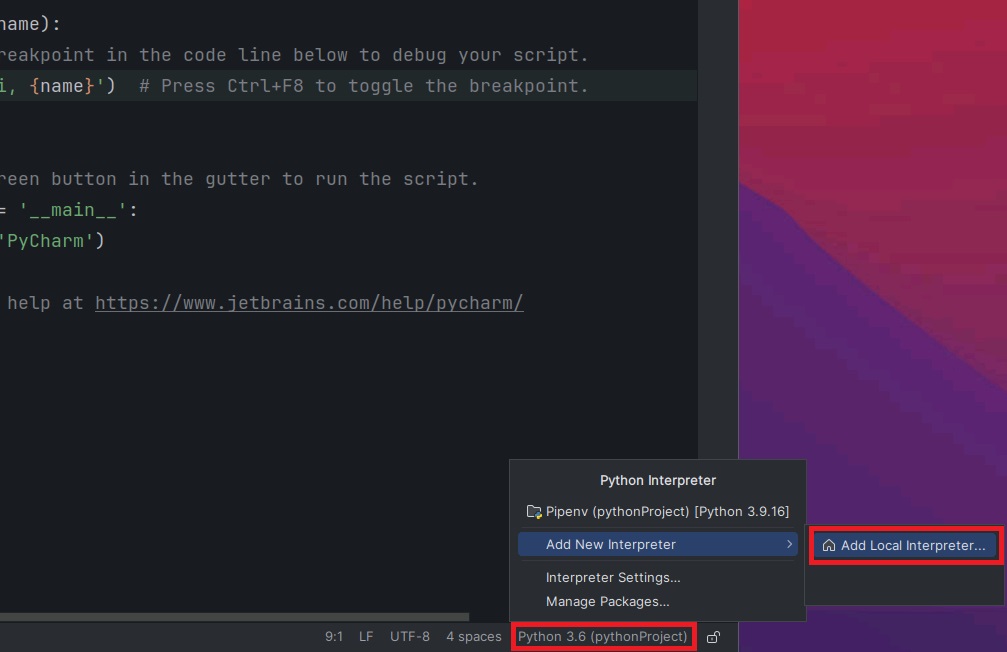 name):
reakpoint in the code line below to debug your script.
i, {name}')  # Press Ctrl+F8 to toggle the breakpoint.
reen button in the gutter to run the script.
= '__main__':
'PyCharm')
help at https://www.jetbrains.com/help/pycharm/
Python Interpreter
Pipenv (pythonProject) [Python 3.9.16]
Add New Interpreter
Add Local Interpreter...
Interpreter Settings...
Manage Packages...
9:1 LF UTF-8 4 spaces Python 3.6 (pythonProject)